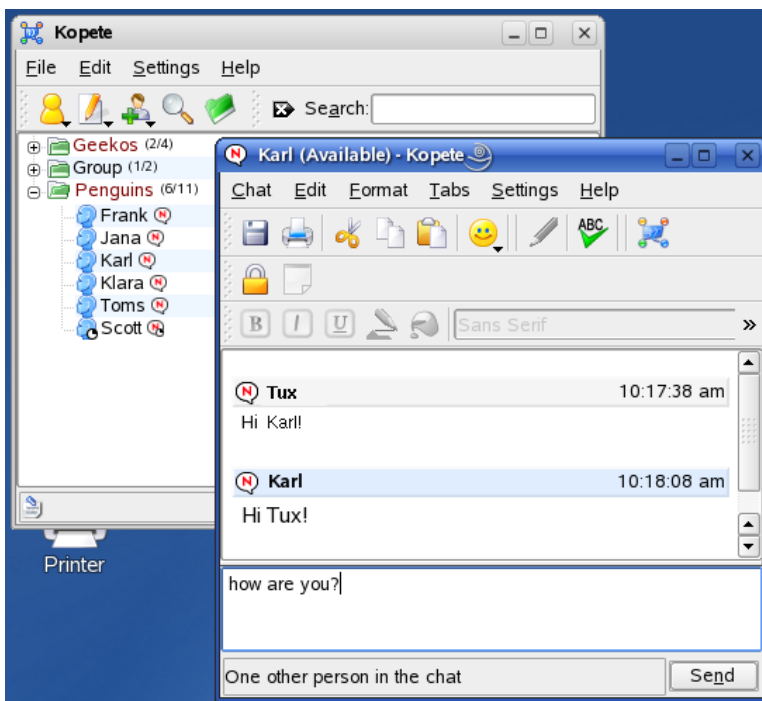 Kopete
File Edit Settings Help
Search:
Geekos (2/4)
Group (1/2)
Penguins (6/11)
Frank N
Jana N
Karl N
Klara N
Toms N
Scott N
Printer
N Karl (Available) - Kopete
Chat Edit Format Tabs Settings Help
ABC
B I U Sans Serif »
N Tux 10:17:38 am
Hi Karl!
N Karl 10:18:08 am
Hi Tux!
how are you?
One other person in the chat Send